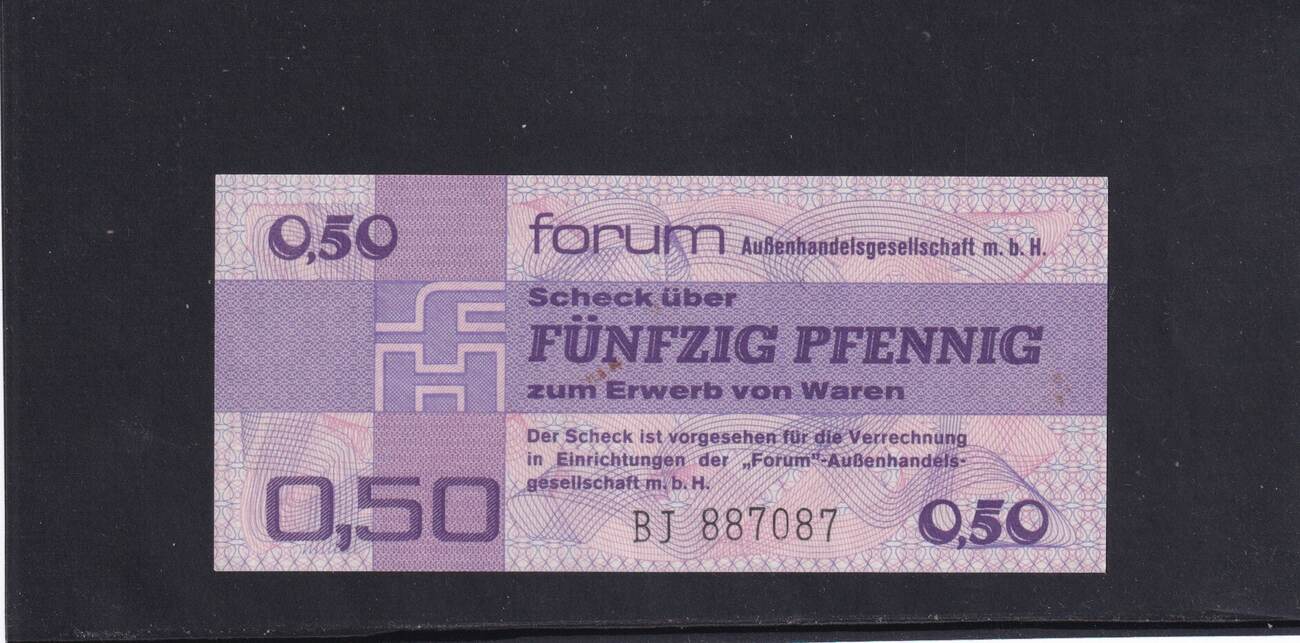 0,50
forum Außenhandelsgesellschaft m. b. H.
Scheck über
FÜNFZIG PFENNIG
zum Erwerb von Waren
Der Scheck ist vorgesehen für die Verrechnung
in Einrichtungen der „Forum"-Außenhandels-
gesellschaft m. b. H.
0,50
BJ 887087
0,50